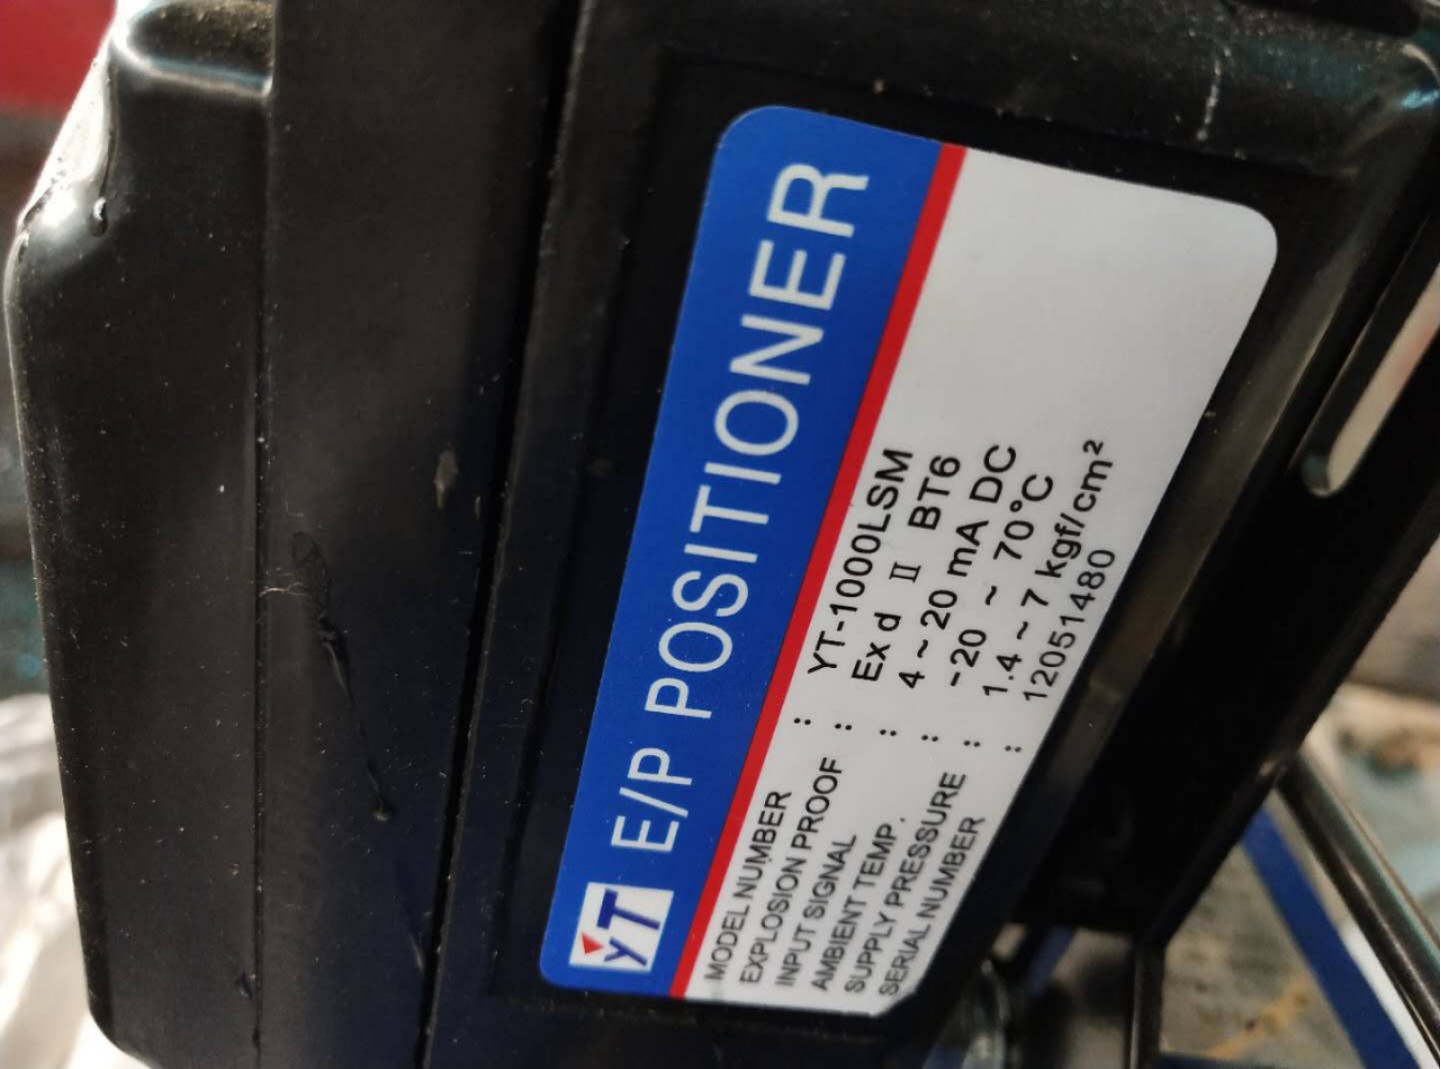 YT E/P POSITIONER
MODEL NUMBER : YT-1000LSM
EXPLOSION PROOF : Ex d Ⅱ BT6
INPUT SIGNAL : 4 ~ 20 mA DC
AMBIENT TEMP. : -20 ~ 70°C
SUPPLY PRESSURE : 1.4 ~ 7 kgf/cm²
SERIAL NUMBER : 12051480